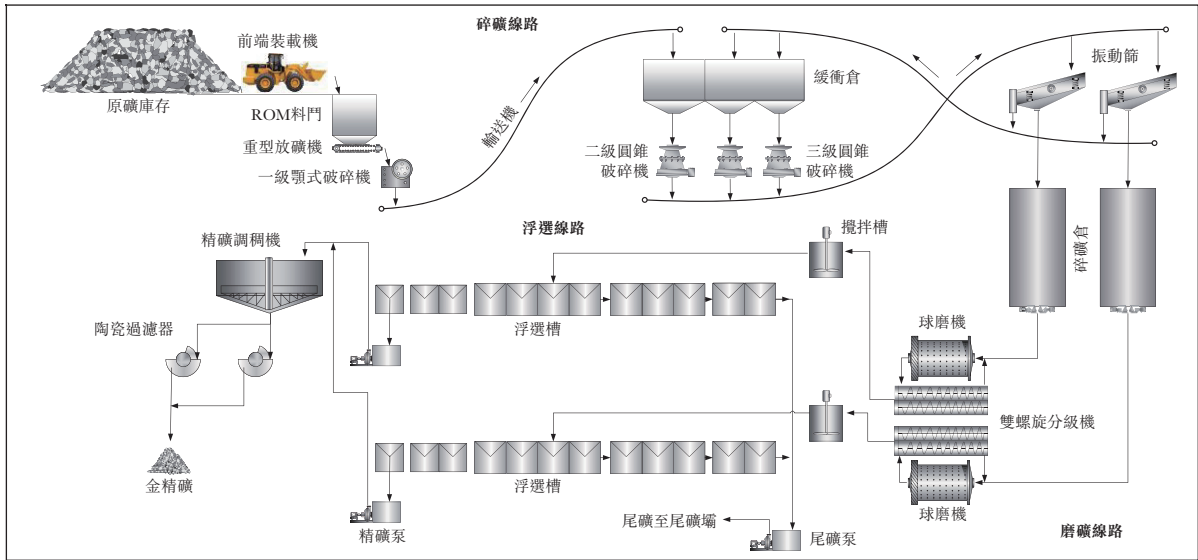 碎礦線路
前端裝載機
原礦庫存
ROM料鬥
重型放礦機
一級顎式破碎機
輸送機
緩衝倉
二級圓錐
破碎機
三級圓錐
破碎機
振動篩
碎礦倉
浮選線路
攪拌槽
精礦調稠機
陶瓷過濾器
浮選槽
球磨機
雙螺旋分級機
金精礦
浮選槽
球磨機
精礦泵
尾礦至尾礦壩
尾礦泵
磨礦線路